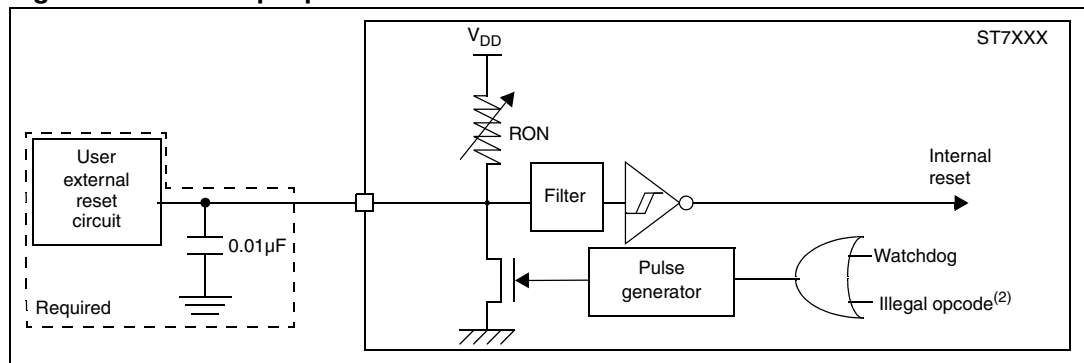 V_DD
ST7XXX
RON
User
external
reset
circuit
Filter
Internal
reset
0.01µF
Required
Pulse
generator
Watchdog
Illegal opcode(2)